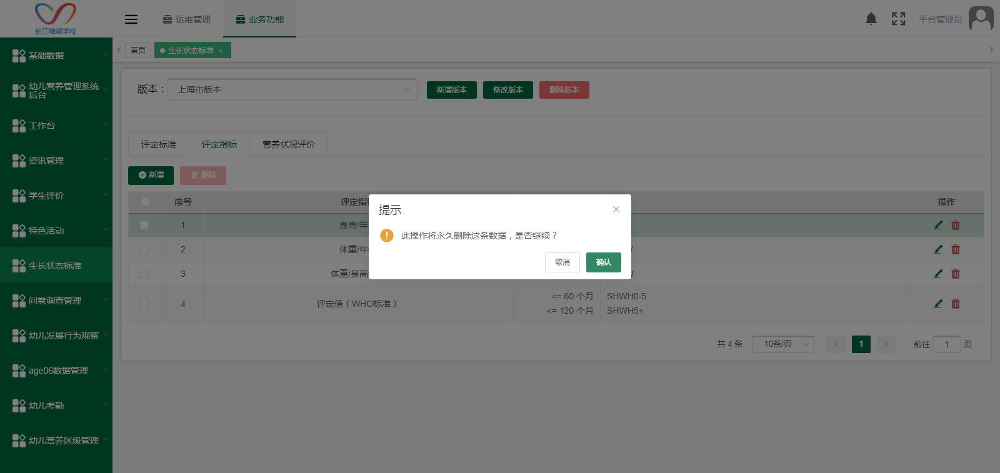 长江唯诚学校
运维管理
业务功能
平台管理员
首页
生长状态标准
基础数据
幼儿营养管理系统
后台
工作台
资讯管理
学生评价
特色活动
生长状态标准
问卷调查管理
幼儿发展行为观察
age06数据管理
幼儿考勤
幼儿营养区级管理
版本：
上海市版本
新增版本
修改版本
删除版本
评定标准
评定指标
营养状况评价
新增
删除
序号
评定指
操作
1
身高/年
2
体重/年
3
体重/身高
4
评定值（WHO标准）
<= 60 个月
SHWH0-5
<= 120 个月
SHWH5+
提示
此操作将永久删除这条数据，是否继续？
取消
确认
共 4 条
10条/页
1
前往
1
页